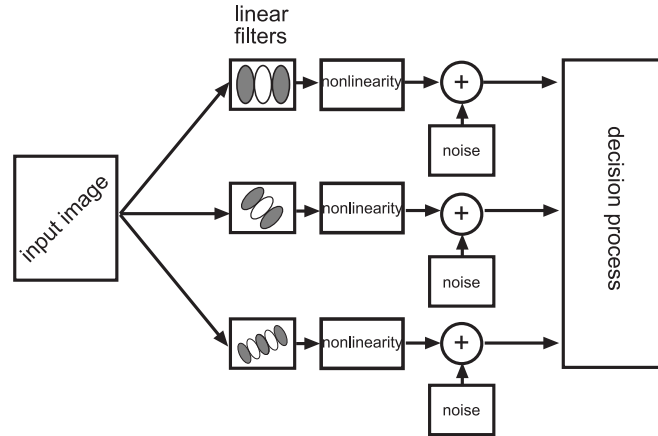 linear
filters
nonlinearity
+
noise
input image
nonlinearity
+
noise
decision process
nonlinearity
+
noise